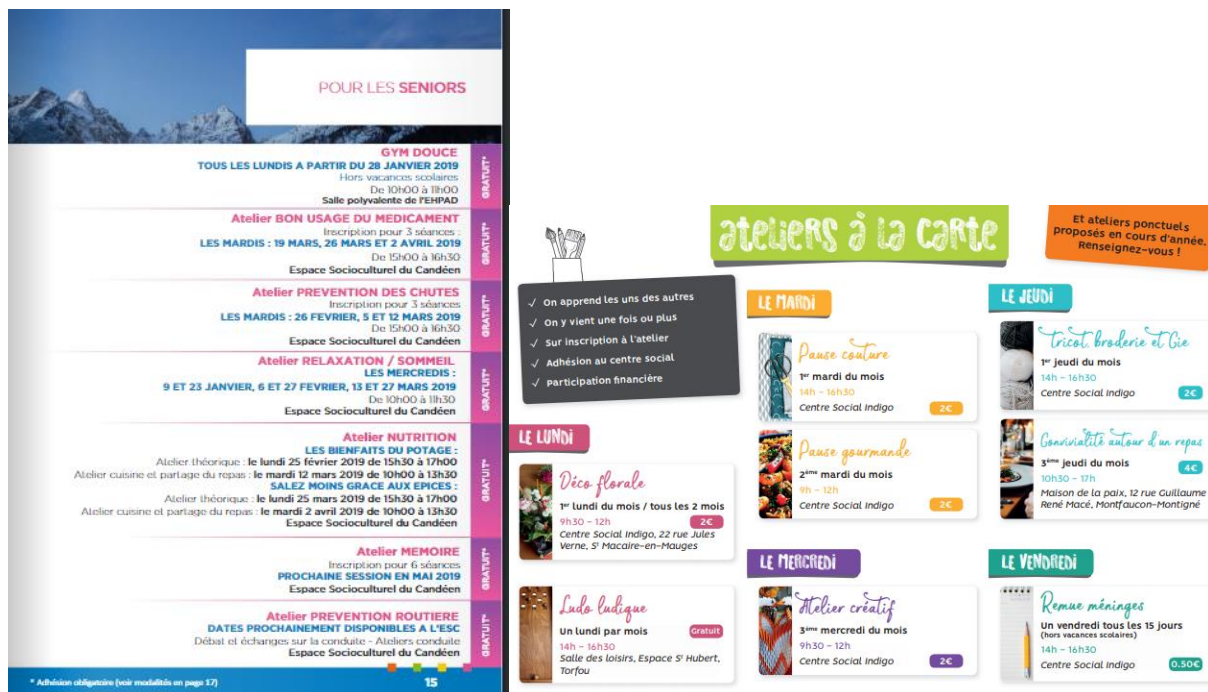 POUR LES SENIORS
GYM DOUCE
TOUS LES LUNDIS A PARTIR DU 28 JANVIER 2019
Hors vacances scolaires
De 10h00 à 11h00
Salle polyvalente de l'EHPAD
GRATUIT*
Atelier BON USAGE DU MEDICAMENT
Inscription pour 3 séances :
LES MARDIS : 19 MARS, 26 MARS ET 2 AVRIL 2019
De 15h00 à 16h30
Espace Socioculturel du Candéen
GRATUIT*
Atelier PREVENTION DES CHUTES
Inscription pour 3 séances
LES MARDIS : 26 FEVRIER, 5 ET 12 MARS 2019
De 15h00 à 16h30
Espace Socioculturel du Candéen
GRATUIT*
Atelier RELAXATION / SOMMEIL
LES MERCREDIS :
9 ET 23 JANVIER, 6 ET 27 FEVRIER, 13 ET 27 MARS 2019
De 10h00 à 11h30
Espace Socioculturel du Candéen
GRATUIT*
Atelier NUTRITION
LES BIENFAITS DU POTAGE :
Atelier théorique : le lundi 25 février 2019 de 15h30 à 17h00
Atelier cuisine et partage du repas : le mardi 12 mars 2019 de 10h00 à 13h30
SALEZ MOINS GRACE AUX EPICES :
Atelier théorique : le lundi 25 mars 2019 de 15h30 à 17h00
Atelier cuisine et partage du repas : le mardi 2 avril 2019 de 10h00 à 13h30
Espace Socioculturel du Candéen
GRATUIT*
Atelier MEMOIRE
Inscription pour 6 séances
PROCHAINE SESSION EN MAI 2019
Espace Socioculturel du Candéen
GRATUIT*
Atelier PREVENTION ROUTIERE
DATES PROCHAINEMENT DISPONIBLES A L'ESC
Débat et échanges sur la conduite - Ateliers conduite
Espace Socioculturel du Candéen
GRATUIT*
* Adhésion obligatoire (voir modalités en page 17)
15
ateliers à la carte
Et ateliers ponctuels
proposés en cours d'année.
Renseignez-vous !
✓ On apprend les uns des autres
✓ On y vient une fois ou plus
✓ Sur inscription à l'atelier
✓ Adhésion au centre social
✓ Participation financière
LE LUNDI
Déco florale
1er lundi du mois / tous les 2 mois
9h30 - 12h
2€
Centre Social Indigo, 22 rue Jules
Verne, St Macaire-en-Mauges
Ludo ludique
Un lundi par mois
Gratuit
14h - 16h30
Salle des loisirs, Espace St Hubert,
Torfou
LE MARDI
Pause couture
1er mardi du mois
14h - 16h30
Centre Social Indigo
2€
Pause gourmande
2ème mardi du mois
9h - 12h
Centre Social Indigo
2€
LE MERCREDI
Atelier créatif
3ème mercredi du mois
9h30 - 12h
Centre Social Indigo
2€
LE JEUDI
Tricot, broderie et Cie
1er jeudi du mois
14h - 16h30
Centre Social Indigo
2€
Convivialité autour d'un repas
3ème jeudi du mois
4€
10h30 - 17h
Maison de la paix, 12 rue Guillaume
René Macé, Montfaucon-Montigné
LE VENDREDI
Remue méninges
Un vendredi tous les 15 jours
(hors vacances scolaires)
14h - 16h30
Centre Social Indigo
0.50€